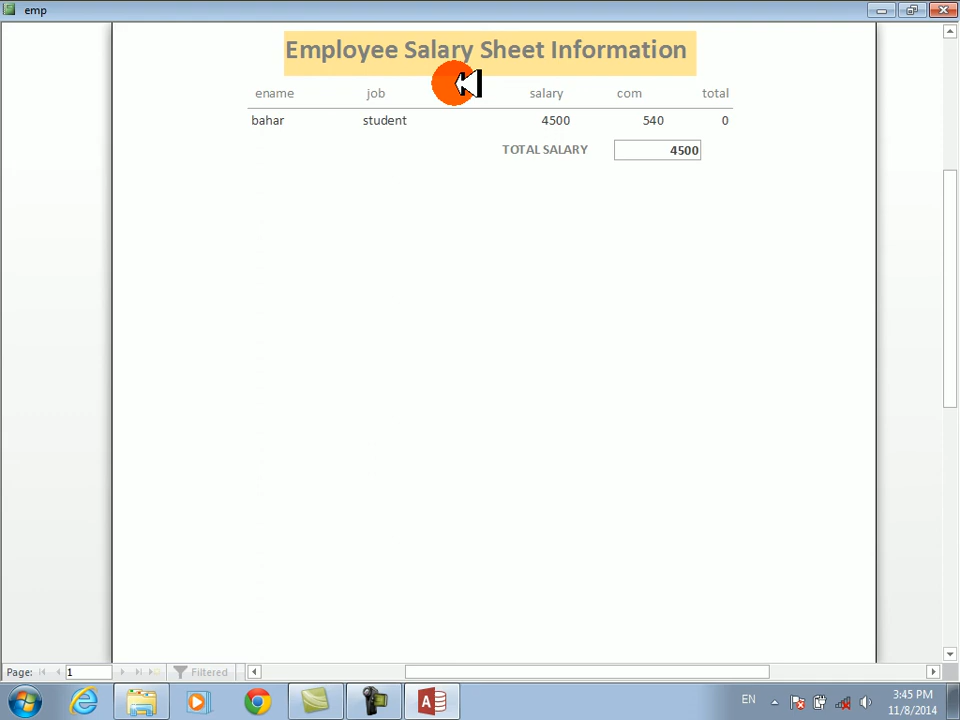 emp
Employee Salary Sheet Information
ename job salary com total
bahar student 4500 540 0
TOTAL SALARY 4500
Page: 1 Filtered
EN 3:45 PM
11/8/2014